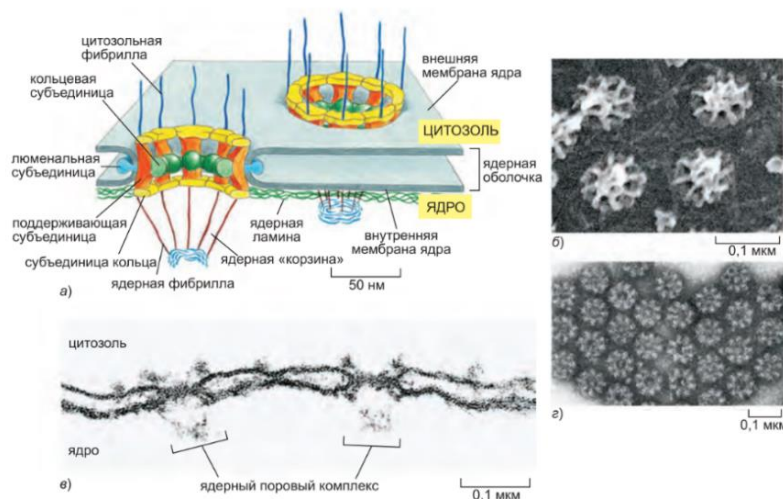 цитозольная
фибрилла
кольцевая
субъединица
люменальная
субъединица
поддерживающая
субъединица
субъединица кольца
ядерная фибрилла
ядерная
ламина
ядерная «корзина»
внешняя
мембрана ядра
ЦИТОЗОЛЬ
ядерная
оболочка
ЯДРО
внутренняя
мембрана ядра
50 нм
а)
0,1 мкм
б)
цитозоль
ядро
ядерный поровый комплекс
0,1 мкм
в)
0,1 мкм
г)